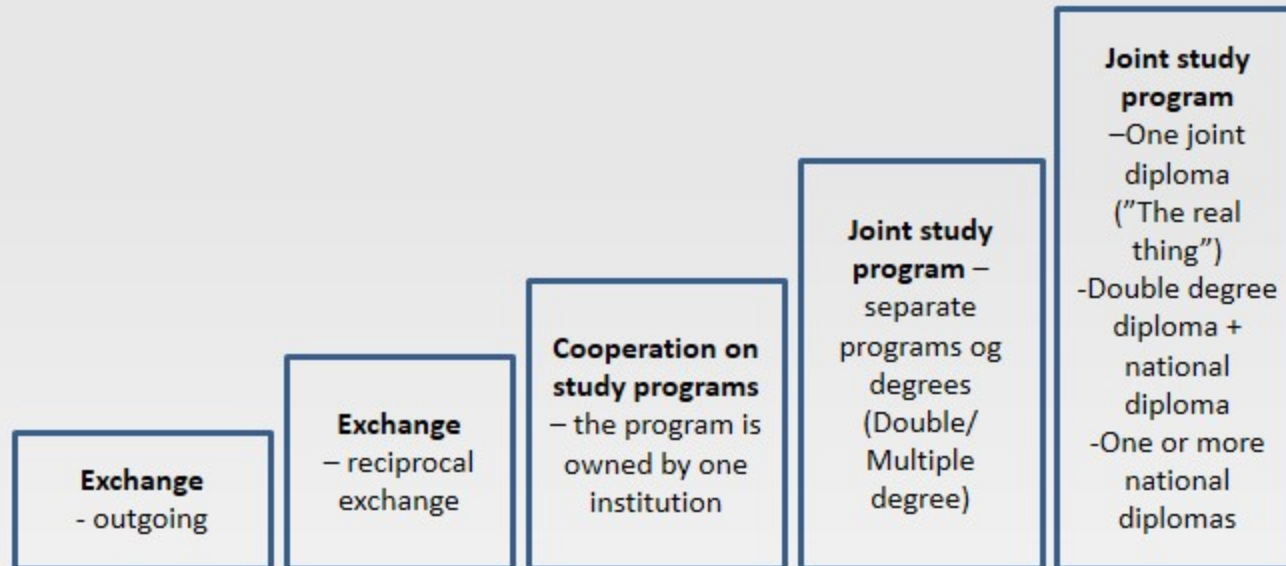 Exchange
- outgoing
Exchange
– reciprocal
exchange
Cooperation on
study programs
– the program is
owned by one
institution
Joint study
program –
separate
programs og
degrees
(Double/
Multiple
degree)
Joint study
program
–One joint
diploma
(”The real
thing”)
-Double degree
diploma +
national
diploma
-One or more
national
diplomas